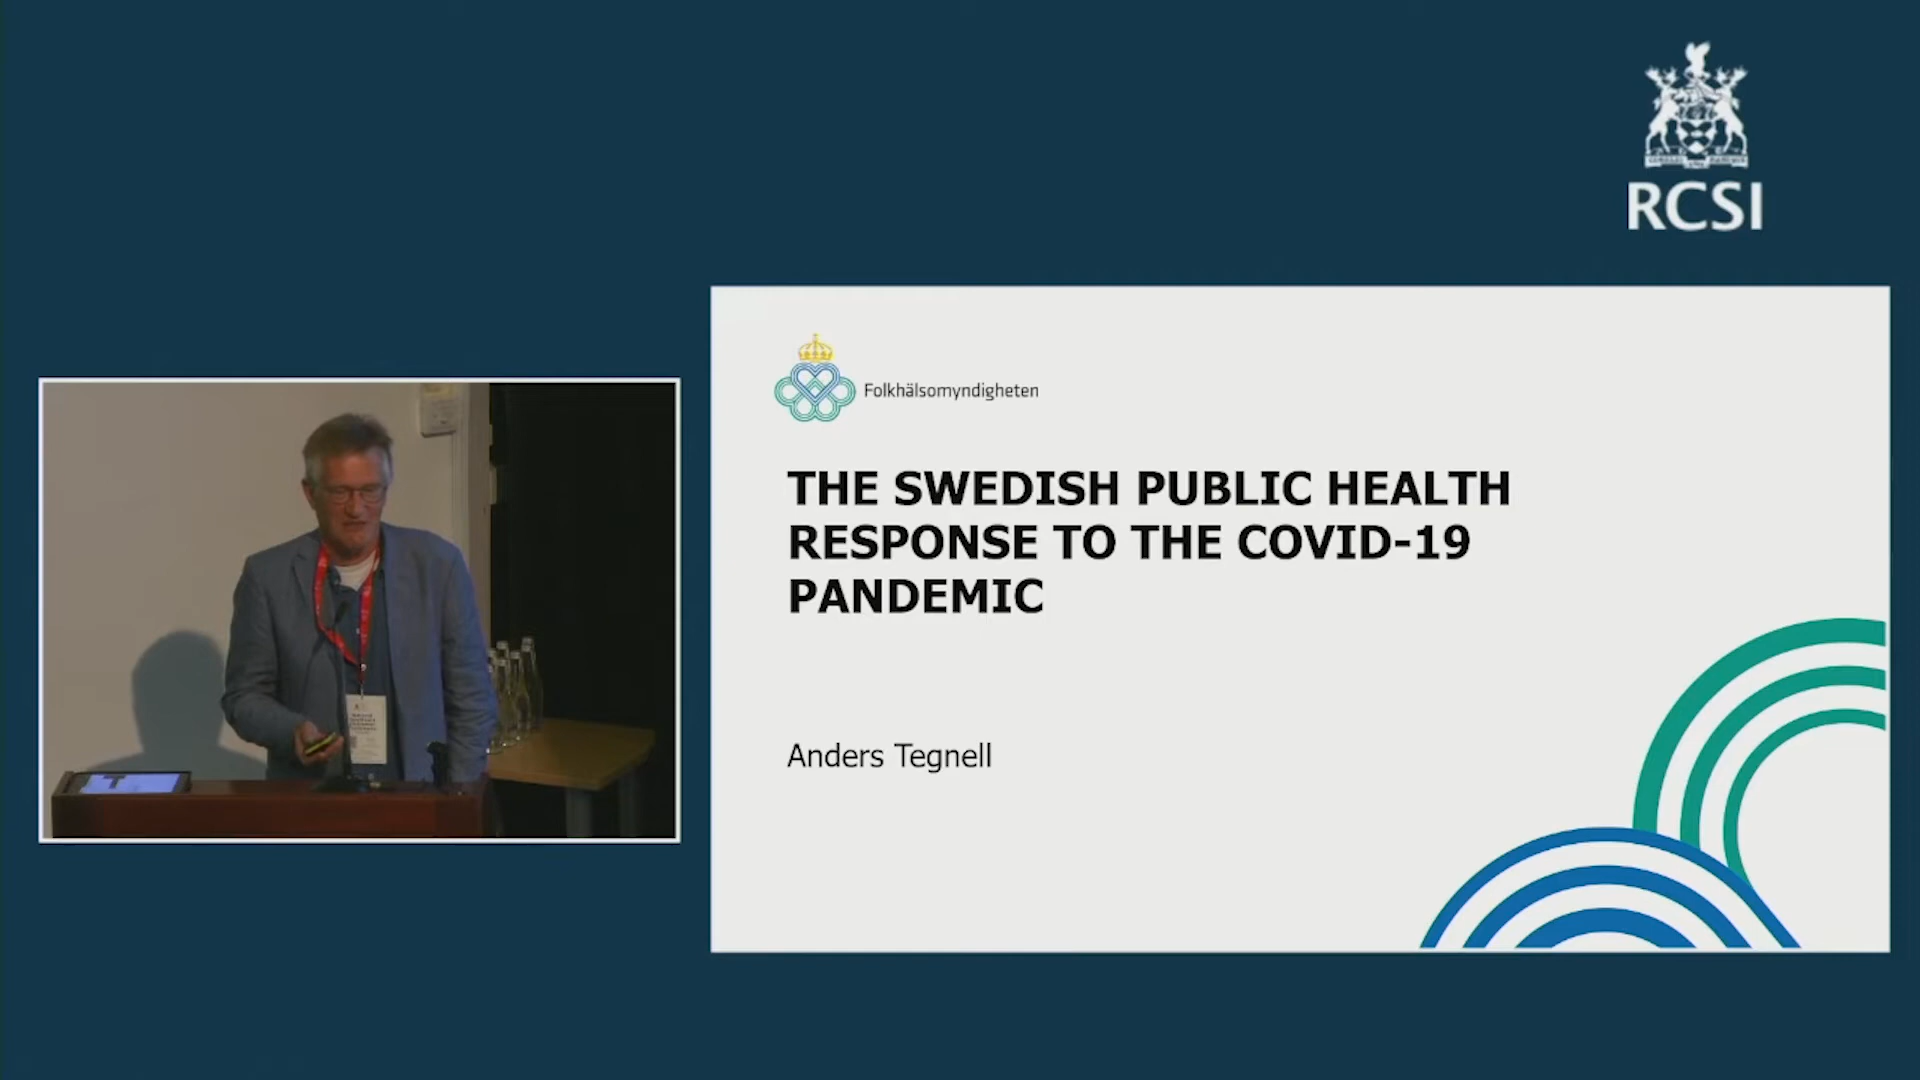 RCSI
Folkhälsomyndigheten
THE SWEDISH PUBLIC HEALTH
RESPONSE TO THE COVID-19
PANDEMIC
Anders Tegnell